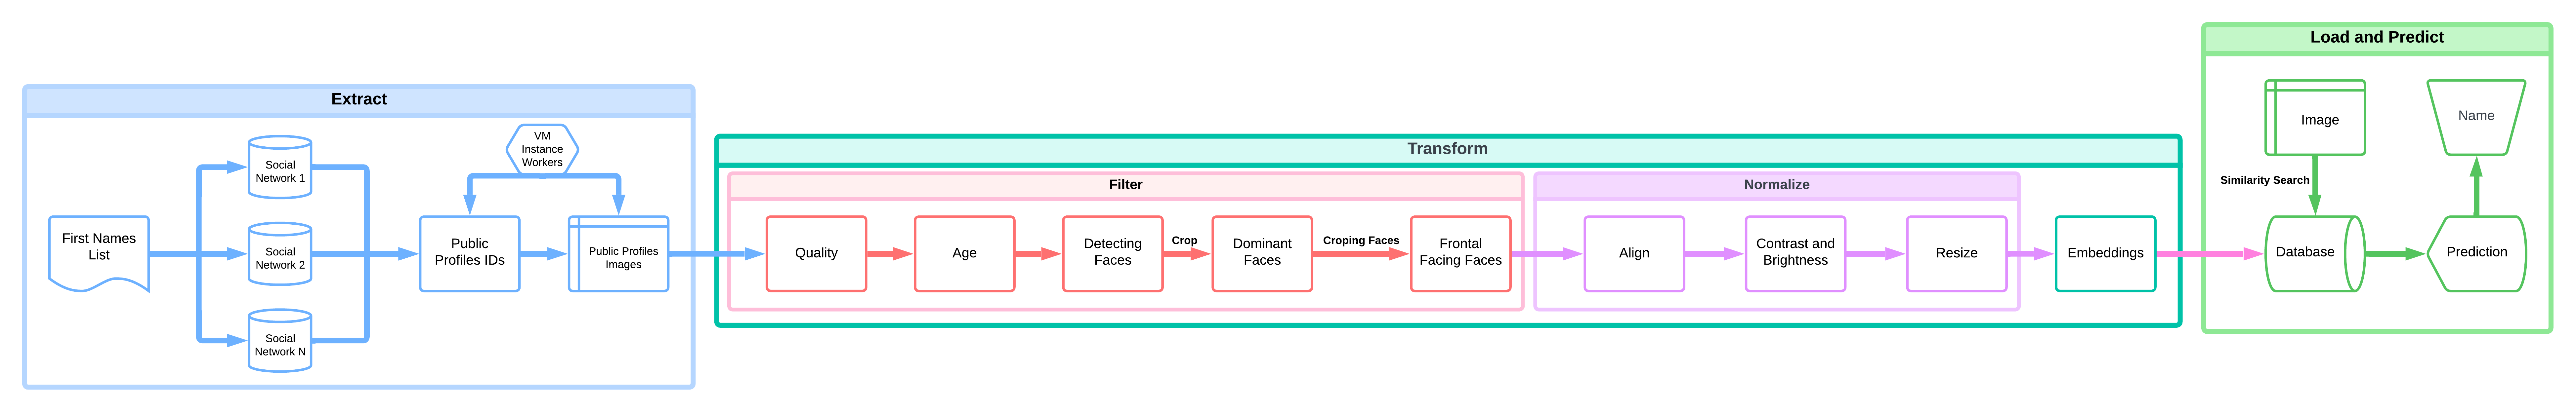 Extract
First Names
List
Social
Network 1
Social
Network 2
Social
Network N
VM
Instance
Workers
Public
Profiles IDs
Public Profiles
Images
Transform
Filter
Quality
Age
Detecting
Faces
Crop
Dominant
Faces
Croping Faces
Frontal
Facing Faces
Normalize
Align
Contrast and
Brightness
Resize
Embeddings
Load and Predict
Image
Similarity Search
Database
Prediction
Name